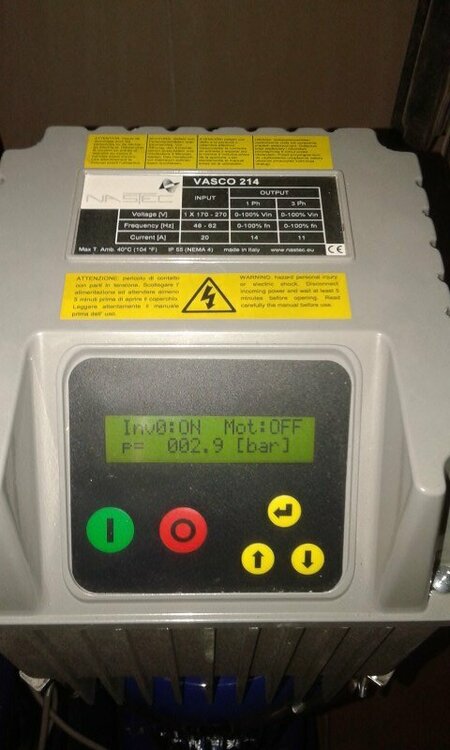 VASCO 214
NASTEC
INPUT
OUTPUT
1 Ph
3 Ph
Voltage [V] 1 X 170 - 270 0-100% Vin 0-100% Vin
Frequency [Hz] 48 - 62 0-100% fn 0-100% fn
Current [A] 20 14 11
Max T. Amb. 40°C (104 °F) IP 55 (NEMA 4) made in Italy www.nastec.eu CE
ATTENZIONE: pericolo di contatto
con parti in tensione. Scollegare l'
alimentazione ed attendere almeno
5 minuti prima di aprire il coperchio.
Leggere attentamente il manuale
prima dell' uso.
WARNING: hazard personal injury
or electric shock. Disconnect
incoming power and wait at least 5
minutes before opening. Read
carefully the manual before use.
Inv0:ON Mot:OFF
p= 002.9 [bar]